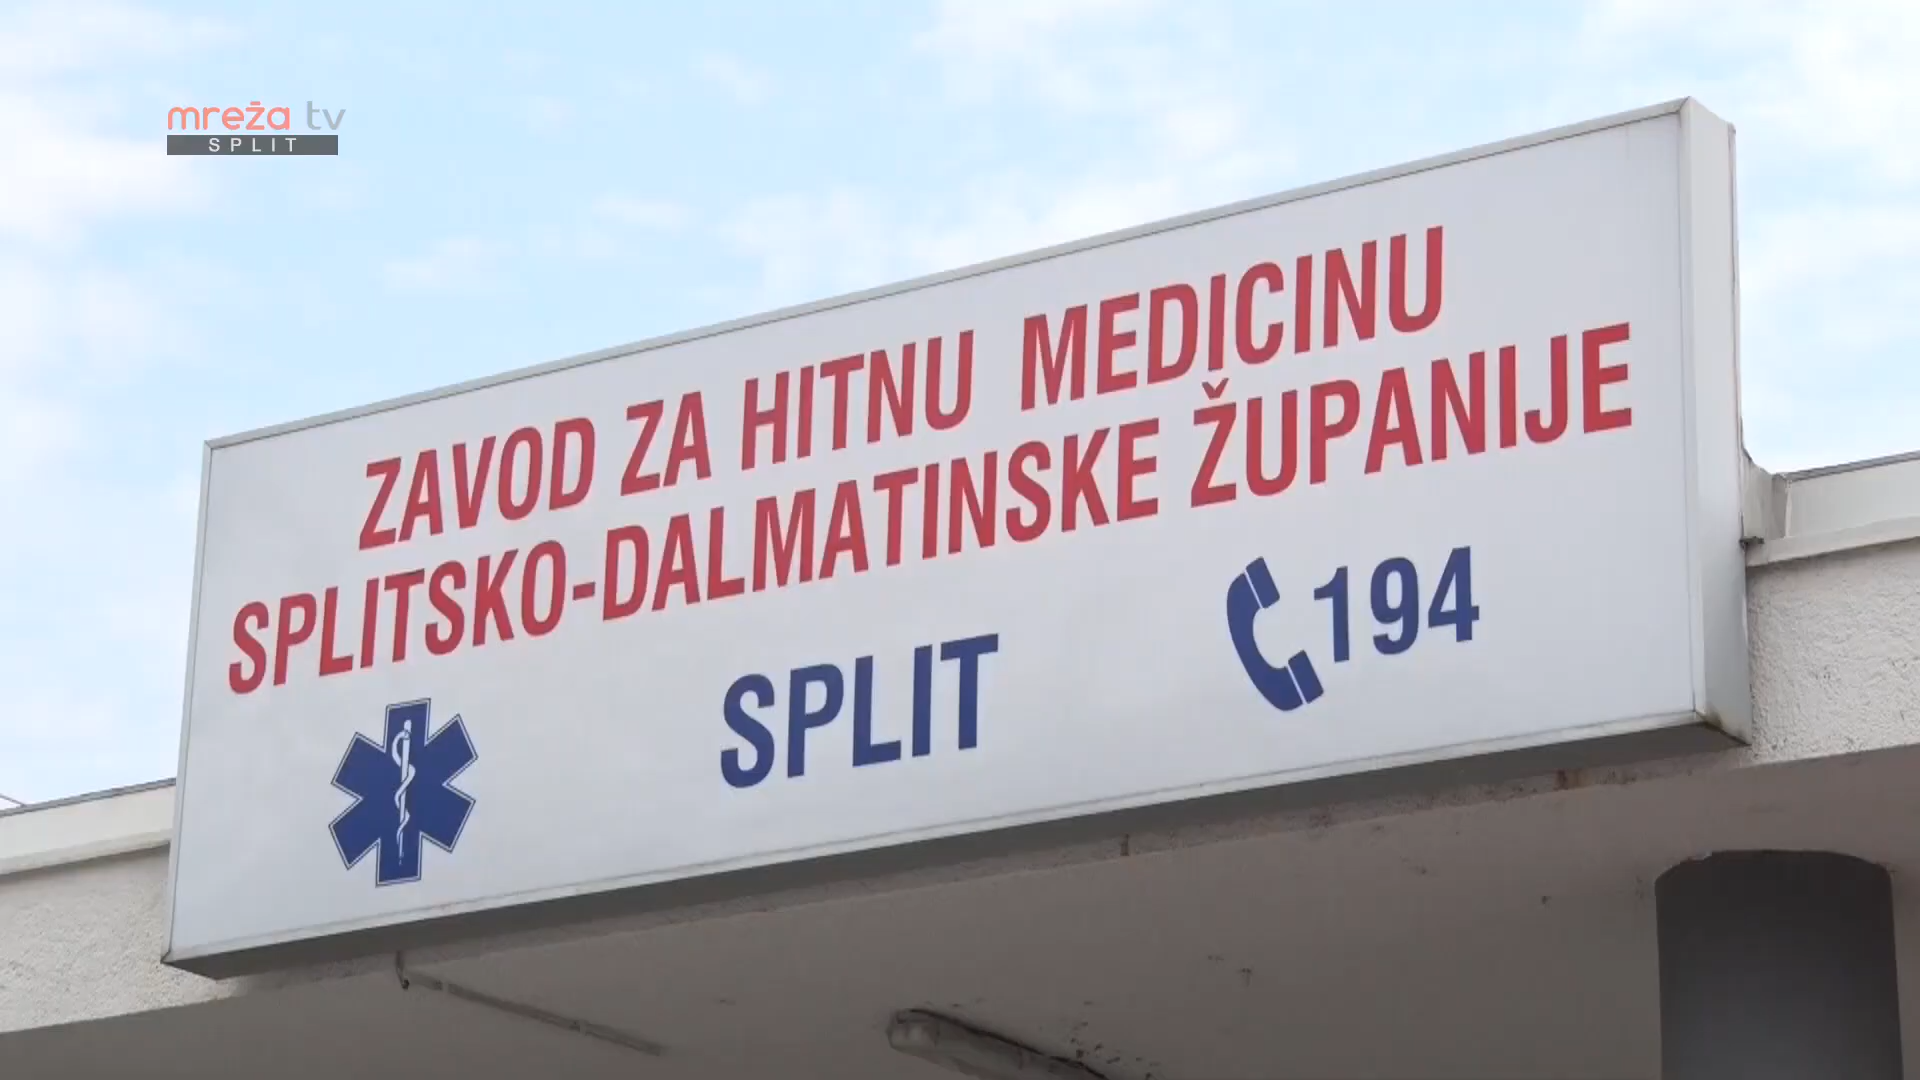 mreža tv
SPLIT
ZAVOD ZA HITNU MEDICINU
SPLITSKO-DALMATINSKE ŽUPANIJE
SPLIT
194